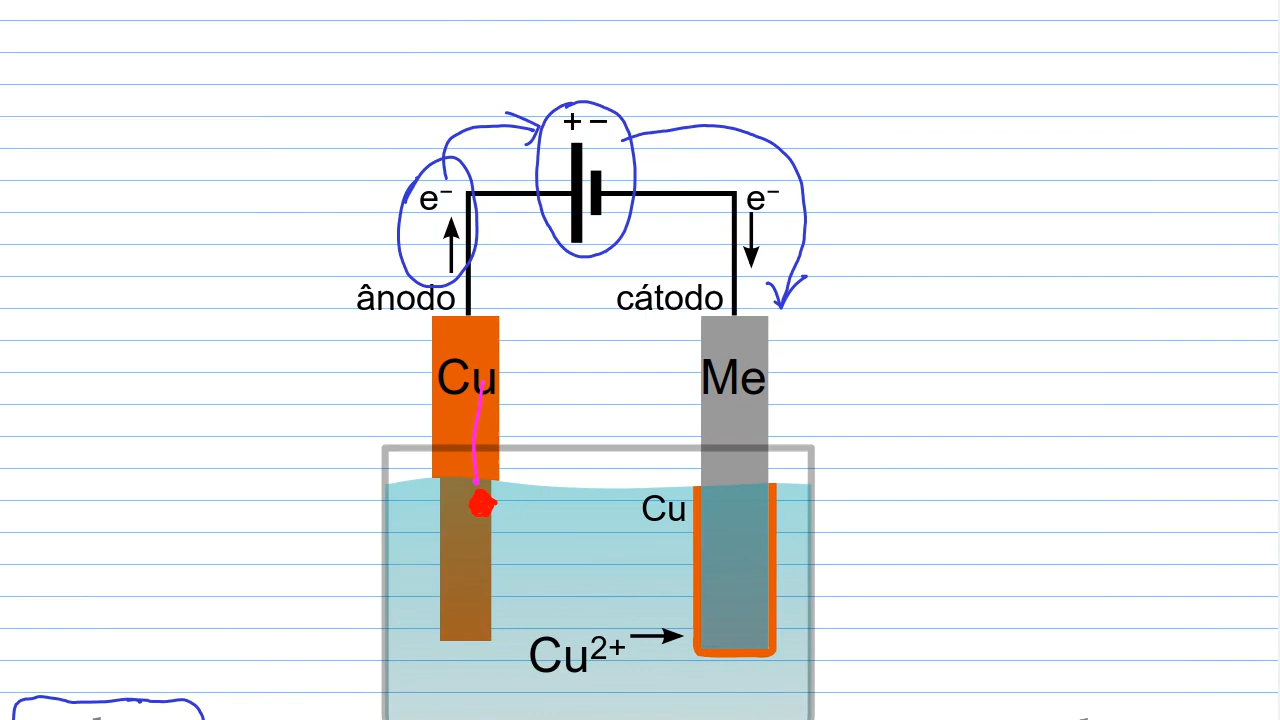 + −
e⁻ e⁻
ânodo cátodo
Cu Me
Cu
Cu²⁺